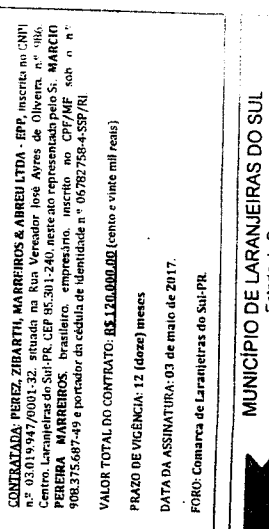 CONTRATADA: PEREZ, ZIBARTH, MARREIROS & ABREU LTDA - EPP, inscrita no CNPJ
n.º 03.019.947/0001-32, situada na Rua Vereador José Ayres de Oliveira, n.º 986,
Centro, Laranjeiras do Sul-PR, CEP 85.301-240, neste ato representada pelo Sr. MARCIO
PEREIRA MARREIROS, brasileiro, empresário, inscrito no CPF/MF sob o n.º
908.375.687-49 e portador da cédula de identidade n.º 06782758-4-SSP/RJ.
VALOR TOTAL DO CONTRATO: R$ 120.000,00 (cento e vinte mil reais)
PRAZO DE VIGÊNCIA: 12 (doze) meses
DATA DA ASSINATURA: 03 de maio de 2017.
FORO: Comarca de Laranjeiras do Sul-PR.
MUNICÍPIO DE LARANJEIRAS DO SUL